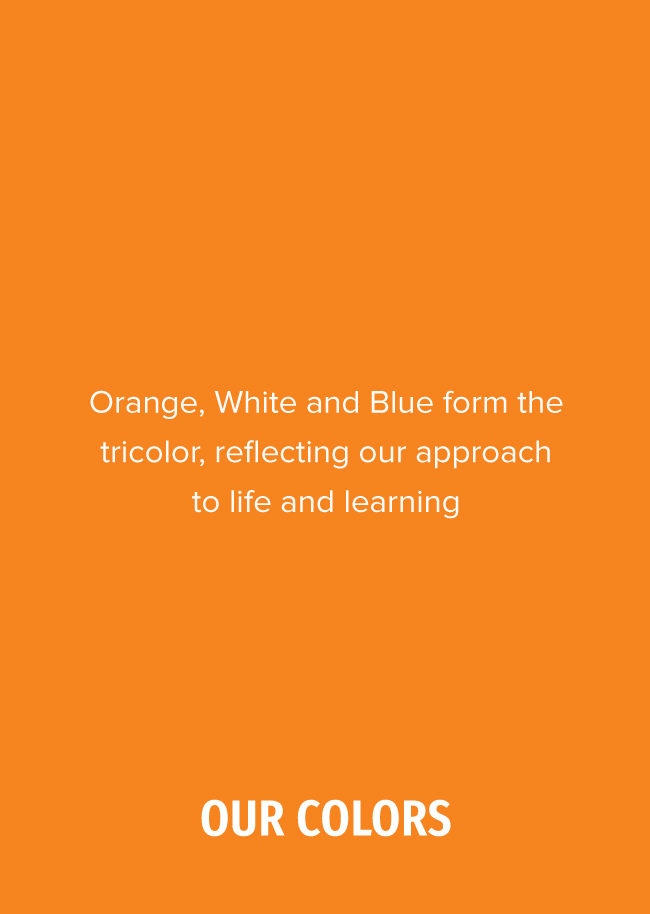 Orange, White and Blue form the
tricolor, reflecting our approach
to life and learning
OUR COLORS